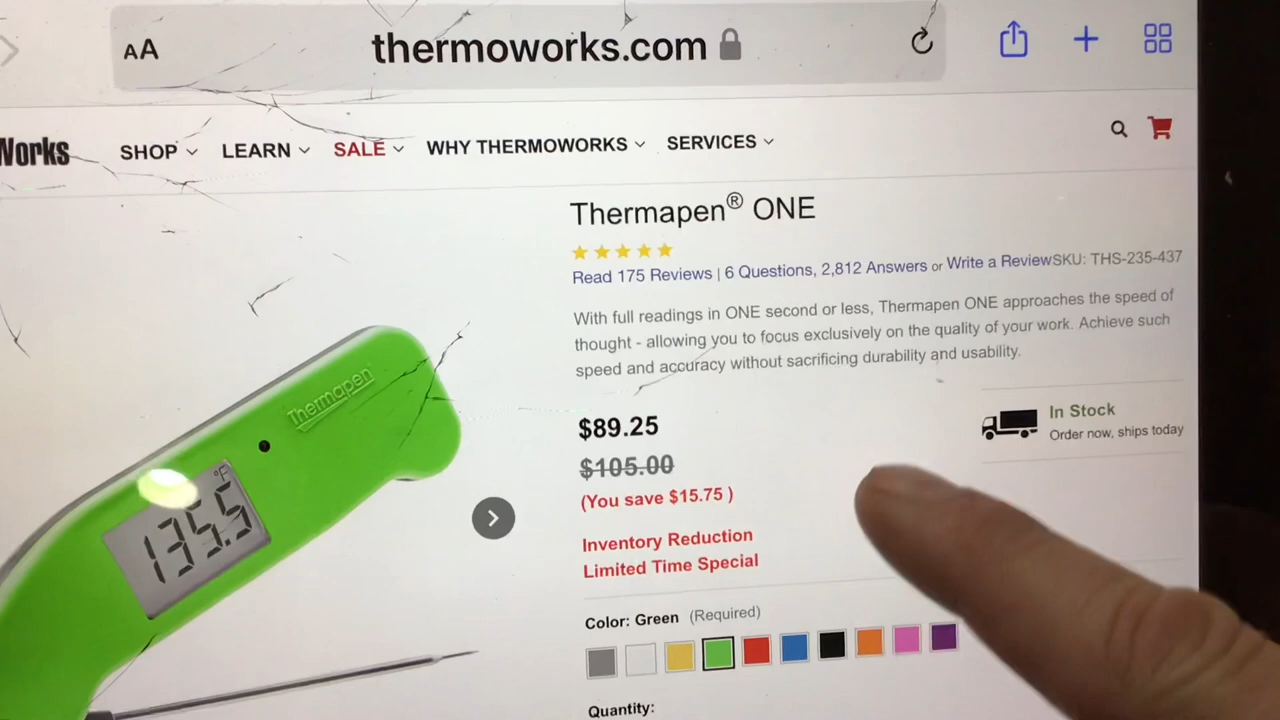 AA
thermoworks.com
Works
SHOP
LEARN
SALE
WHY THERMOWORKS
SERVICES
Thermapen® ONE
Read 175 Reviews | 6 Questions, 2,812 Answers or Write a ReviewSKU: THS-235-437
With full readings in ONE second or less, Thermapen ONE approaches the speed of
thought - allowing you to focus exclusively on the quality of your work. Achieve such
speed and accuracy without sacrificing durability and usability.
$89.25
$105.00
(You save $15.75 )
In Stock
Order now, ships today
Inventory Reduction
Limited Time Special
Color: Green (Required)
Quantity:
Thermapen
°F
135.5